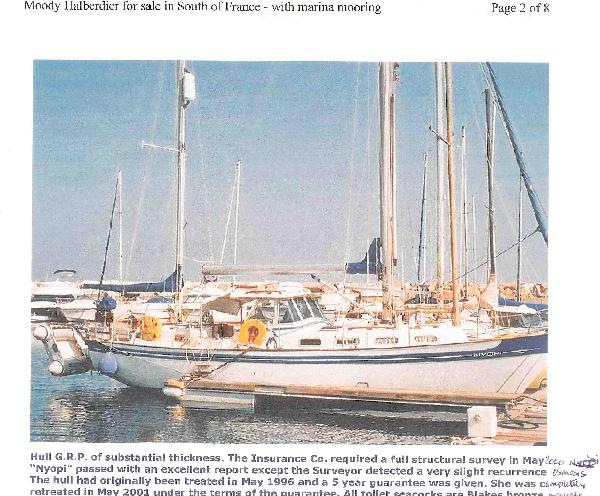 Moody Halberdier for sale in South of France - with marina mooring Page 2 of 8
NYOPI
Hull G.R.P. of substantial thickness. The Insurance Co. required a full structural survey in May 2000
"Nyopi" passed with an excellent report except the Surveyor detected a very slight recurrence
The hull had originally been treated in May 1996 and a 5 year guarantee was given. She was completely
retreated in May 2001 under the terms of the guarantee. All toilet seacocks are Blakes bronze